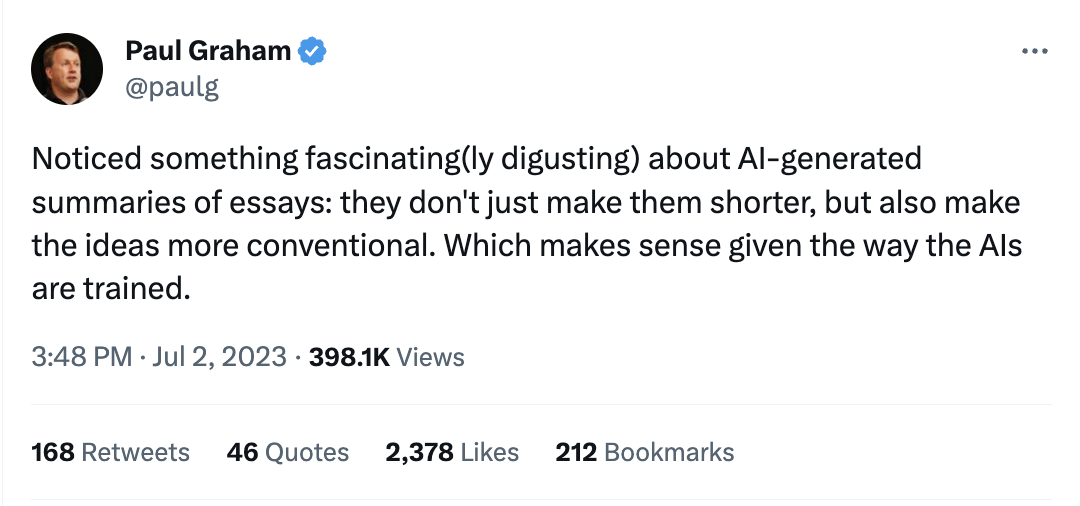 Paul Graham
@paulg
Noticed something fascinating(ly digusting) about AI-generated
summaries of essays: they don't just make them shorter, but also make
the ideas more conventional. Which makes sense given the way the AIs
are trained.
3:48 PM · Jul 2, 2023 · 398.1K Views
168 Retweets 46 Quotes 2,378 Likes 212 Bookmarks